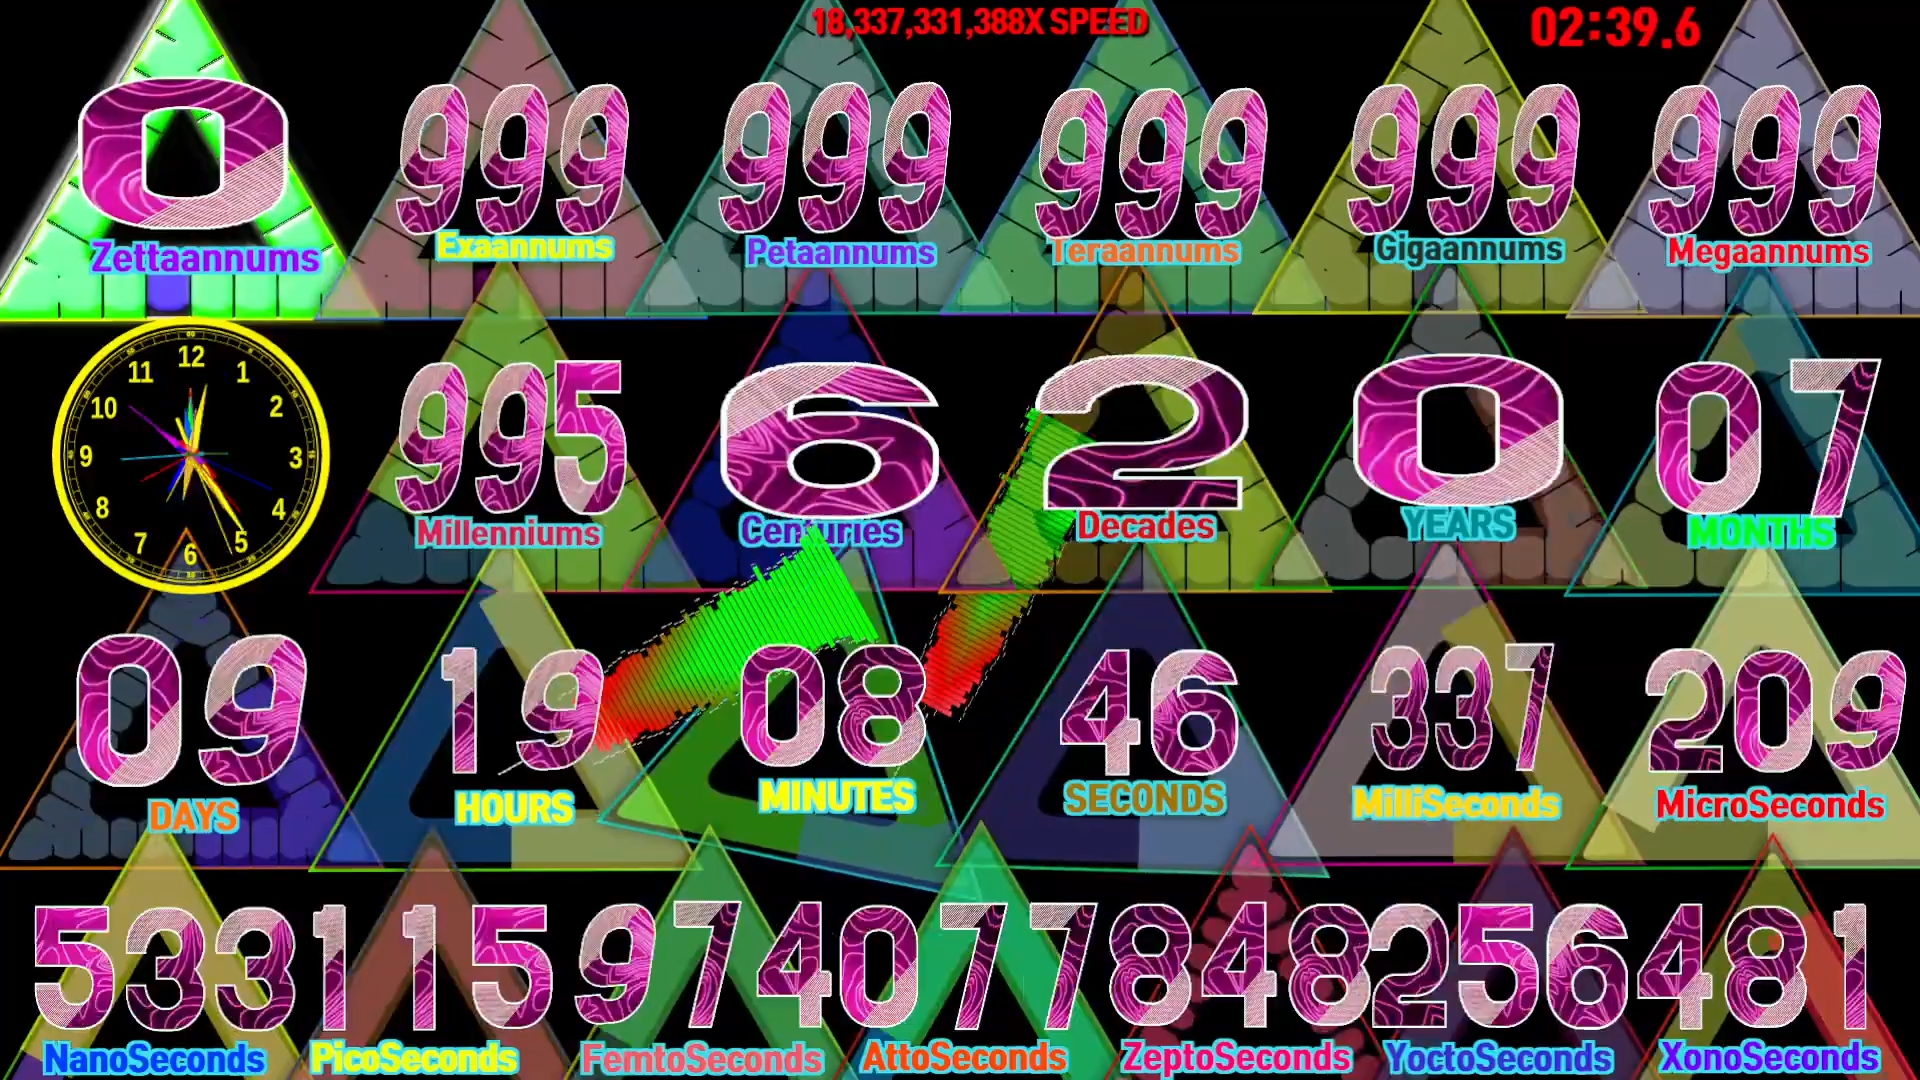 18,337,331,388X SPEED 02:39.6
0 999 999 999 999 999
Zettaannums Exaannums Petaannums Teraannums Gigaannums Megaannums
12 1 2 3 4 5 6 7 8 9 10 11
995 6 2 0 07
Millenniums Centuries Decades YEARS MONTHS
09 19 08 46 337 209
DAYS HOURS MINUTES SECONDS MilliSeconds MicroSeconds
533 115 974 077 848 256 481
NanoSeconds PicoSeconds FemtoSeconds AttoSeconds ZeptoSeconds YoctoSeconds XonoSeconds